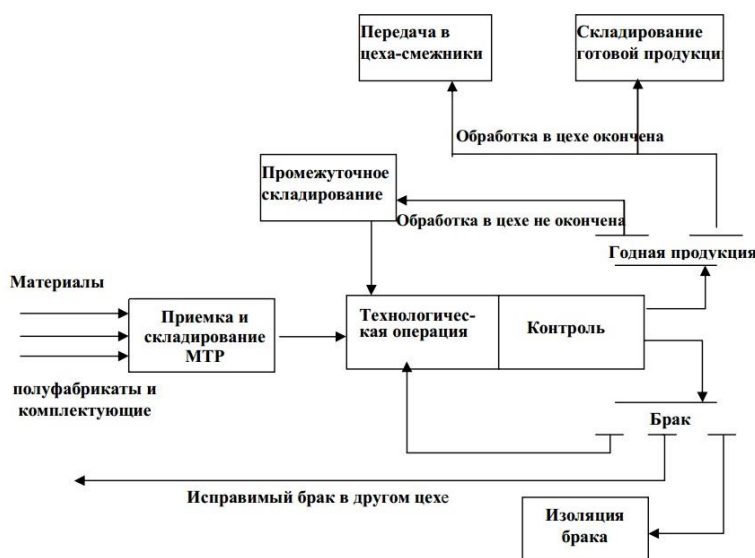 Передача в
цеха-смежники
Складирование
готовой продукции
Обработка в цехе окончена
Промежуточное
складирование
Обработка в цехе не окончена
Годная продукция
Материалы
Приемка и
складирование
МТР
Технологичес-
кая операция
Контроль
полуфабрикаты и
комплектующие
Брак
Исправимый брак в другом цехе
Изоляция
брака